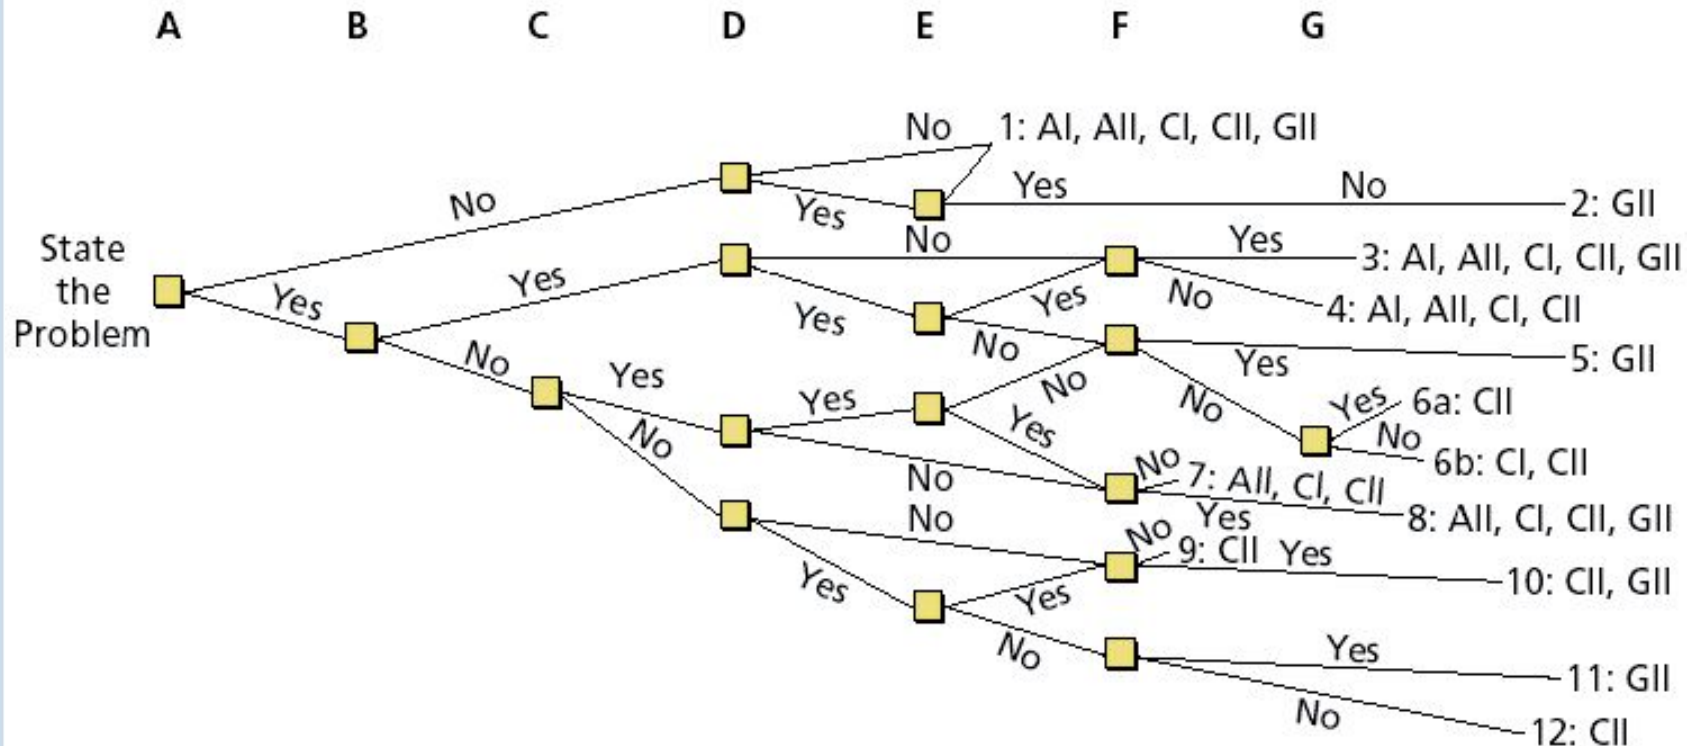 A B C D E F G
No 1: AI, AII, CI, CII, GII
Yes No
No Yes 2: GII
No Yes
State
the
Problem
Yes Yes 3: AI, AII, CI, CII, GII
Yes Yes No 4: AI, AII, CI, CII
No No Yes 5: GII
Yes Yes No No Yes 6a: CII
No Yes No 6b: CI, CII
No No 7: AII, CI, CII
No Yes 8: AII, CI, CII, GII
No 9: CII Yes
Yes Yes 10: CII, GII
No Yes 11: GII
No 12: CII